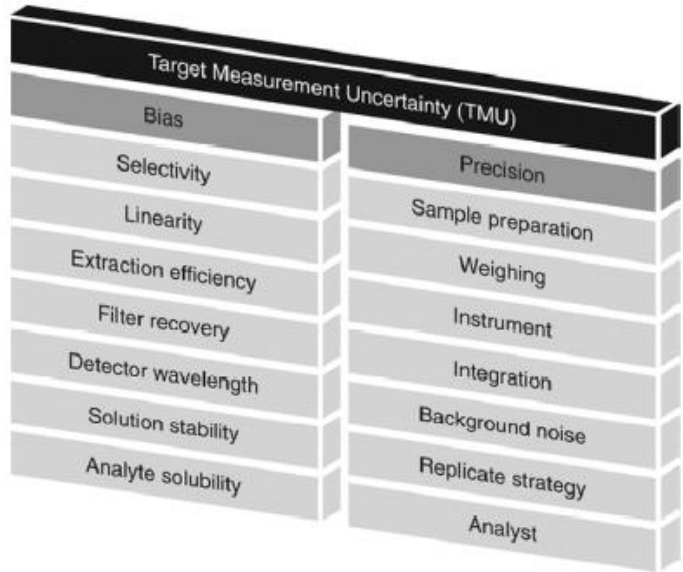 Target Measurement Uncertainty (TMU)
Bias
Selectivity
Linearity
Extraction efficiency
Filter recovery
Detector wavelength
Solution stability
Analyte solubility
Precision
Sample preparation
Weighing
Instrument
Integration
Background noise
Replicate strategy
Analyst